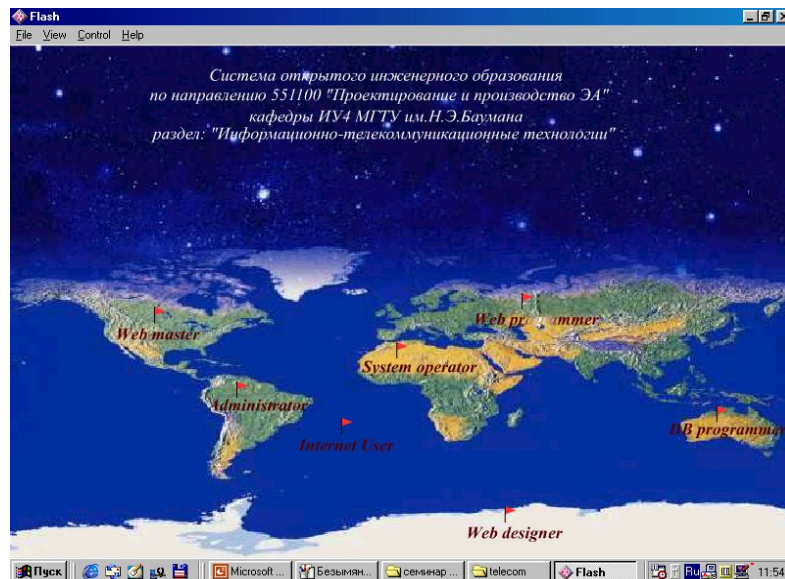 Flash
File View Control Help
Система открытого инженерного образования
по направлению 551100 "Проектирование и производство ЭА"
кафедры ИУ4 МГТУ им.Н.Э.Баумана
раздел: "Информационно-телекоммуникационные технологии"
Web programmer
Web master
System operator
Administrator
DB programmer
Internet User
Web designer
Пуск Microsoft ... Безымян... семинар ... telecom Flash Ru 11:54